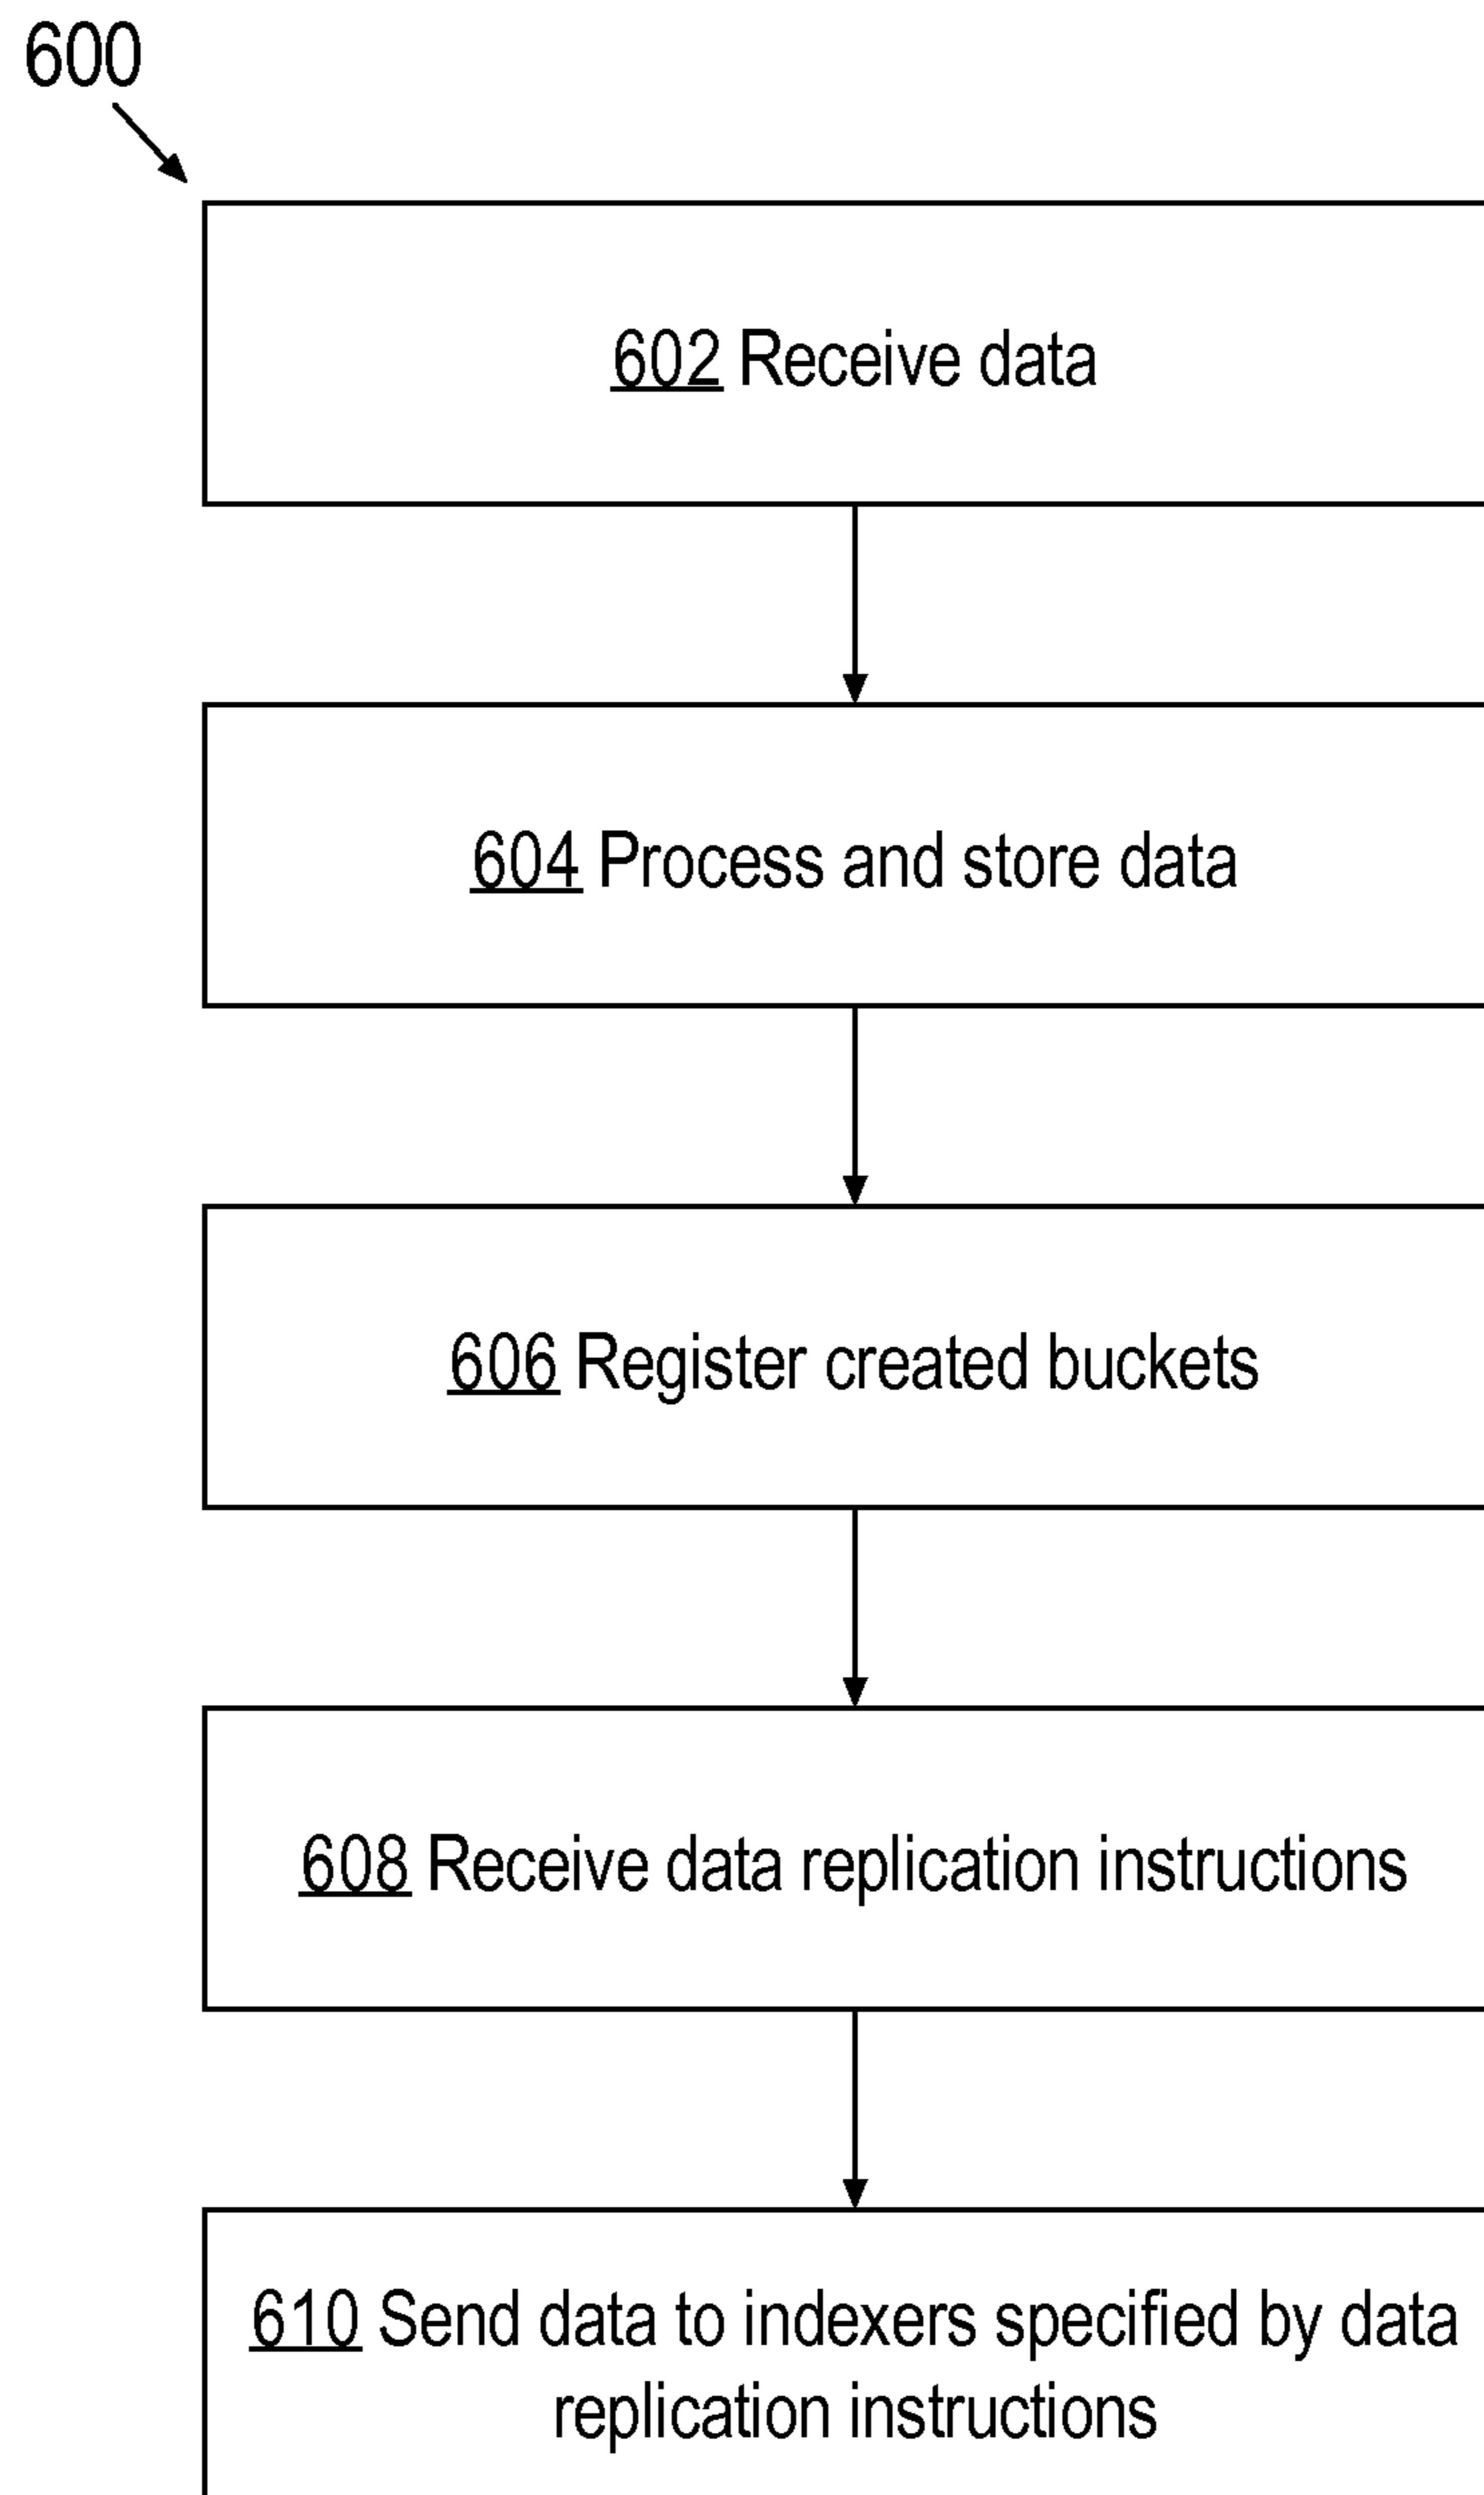 600
602 Receive data
604 Process and store data
606 Register created buckets
608 Receive data replication instructions
610 Send data to indexers specified by data
replication instructions